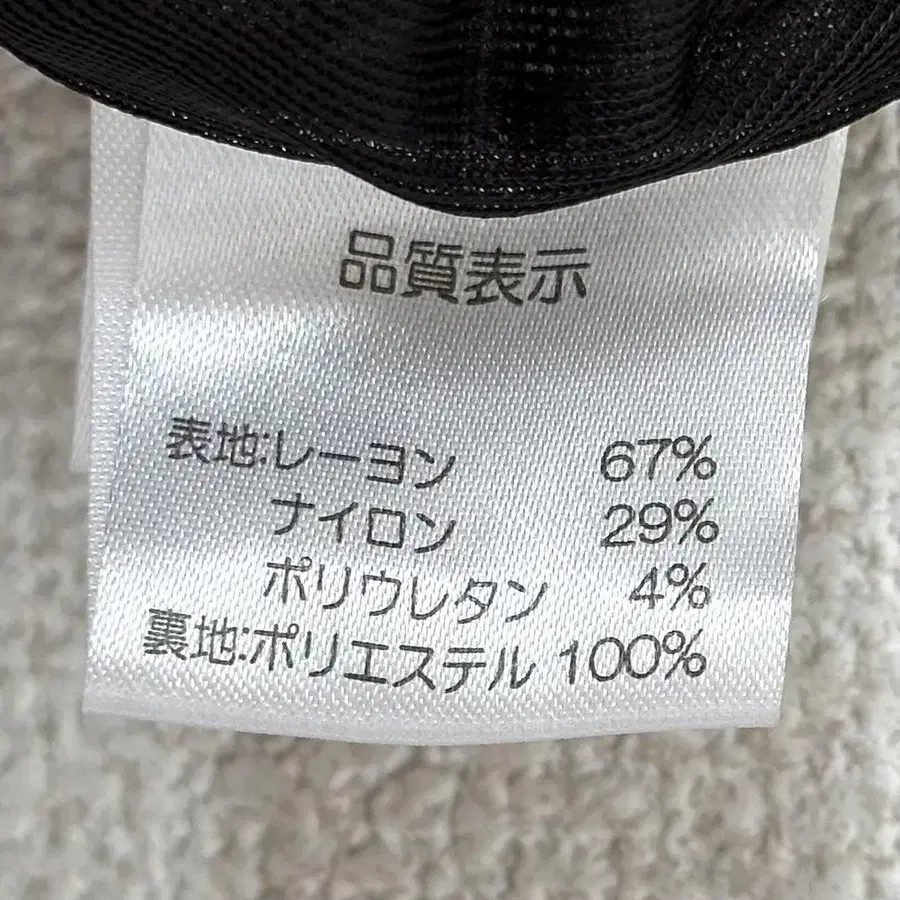 品質表示
表地:レーヨン 67%
ナイロン 29%
ポリウレタン 4%
裏地:ポリエステル 100%